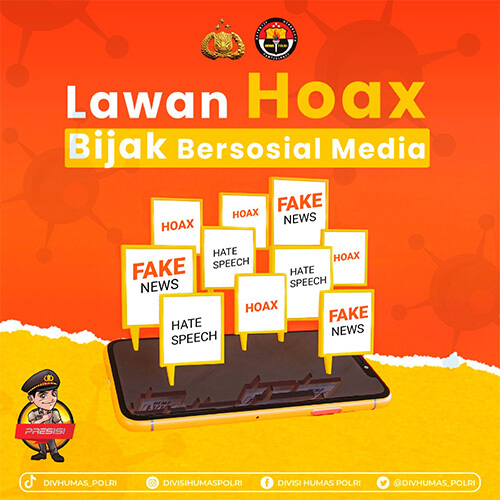 Lawan Hoax
Bijak Bersosial Media
HOAX
HOAX
FAKE
NEWS
HATE
SPEECH
HATE
SPEECH
HOAX
FAKE
NEWS
HATE
SPEECH
HOAX
FAKE
NEWS
PRESISI
DIVHUMAS_POLRI
DIVISIHUMASPOLRI
DIVISI HUMAS POLRI
@DIVHUMAS_POLRI